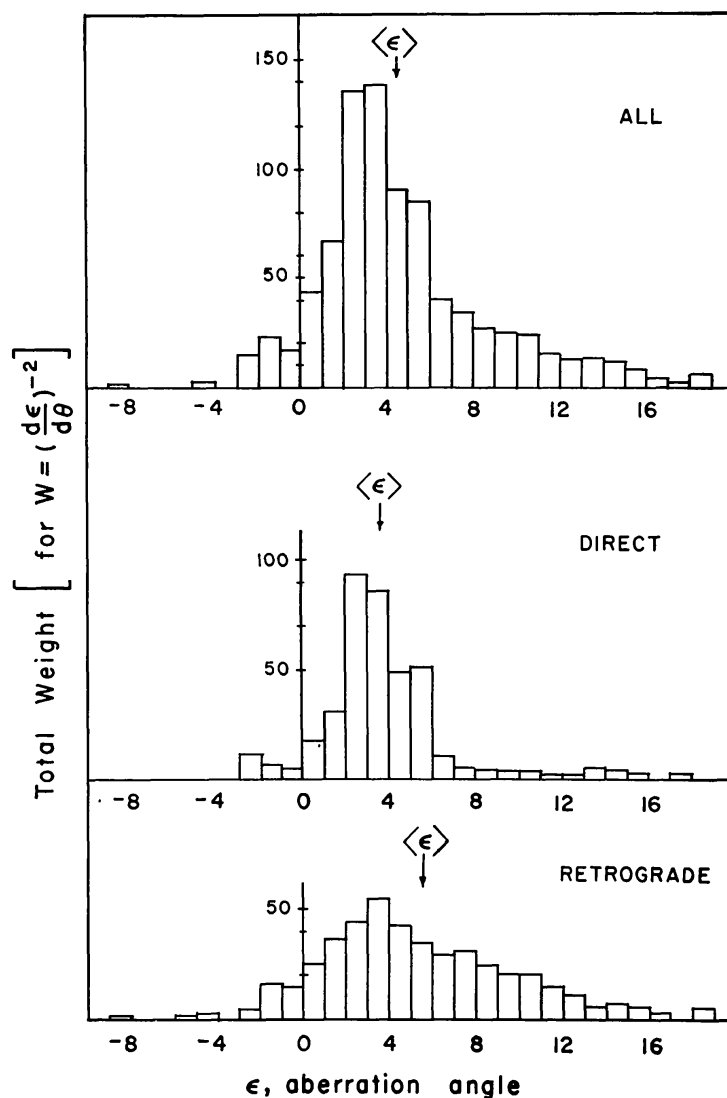 Total Weight [ for W = (dϵ/dθ)⁻² ]
⟨ϵ⟩
ALL
150
100
50
-8 -4 0 4 8 12 16
⟨ϵ⟩
DIRECT
100
50
-8 -4 0 4 8 12 16
⟨ϵ⟩
RETROGRADE
50
-8 -4 0 4 8 12 16
ϵ, aberration angle